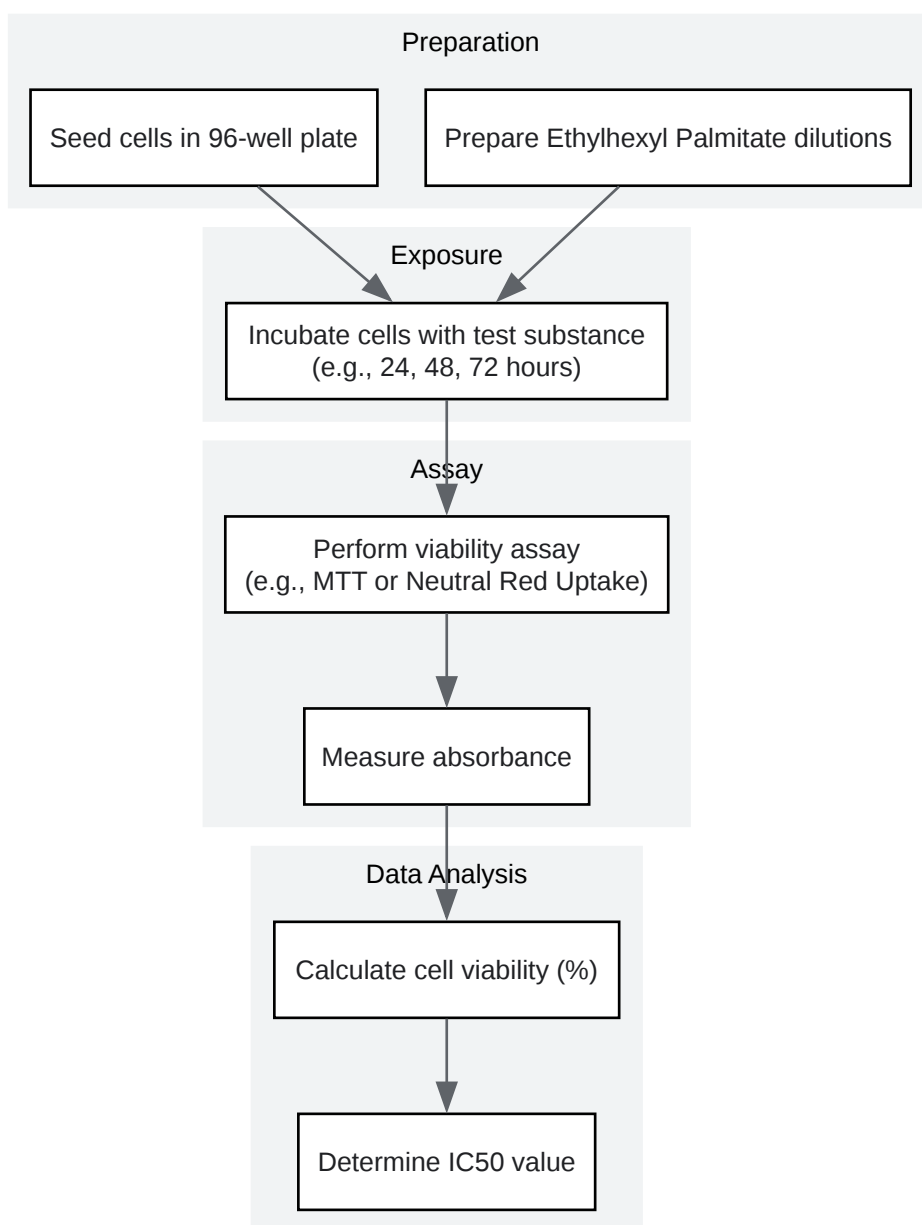 Preparation
Seed cells in 96-well plate
Prepare Ethylhexyl Palmitate dilutions
Exposure
Incubate cells with test substance
(e.g., 24, 48, 72 hours)
Assay
Perform viability assay
(e.g., MTT or Neutral Red Uptake)
Measure absorbance
Data Analysis
Calculate cell viability (%)
Determine IC50 value